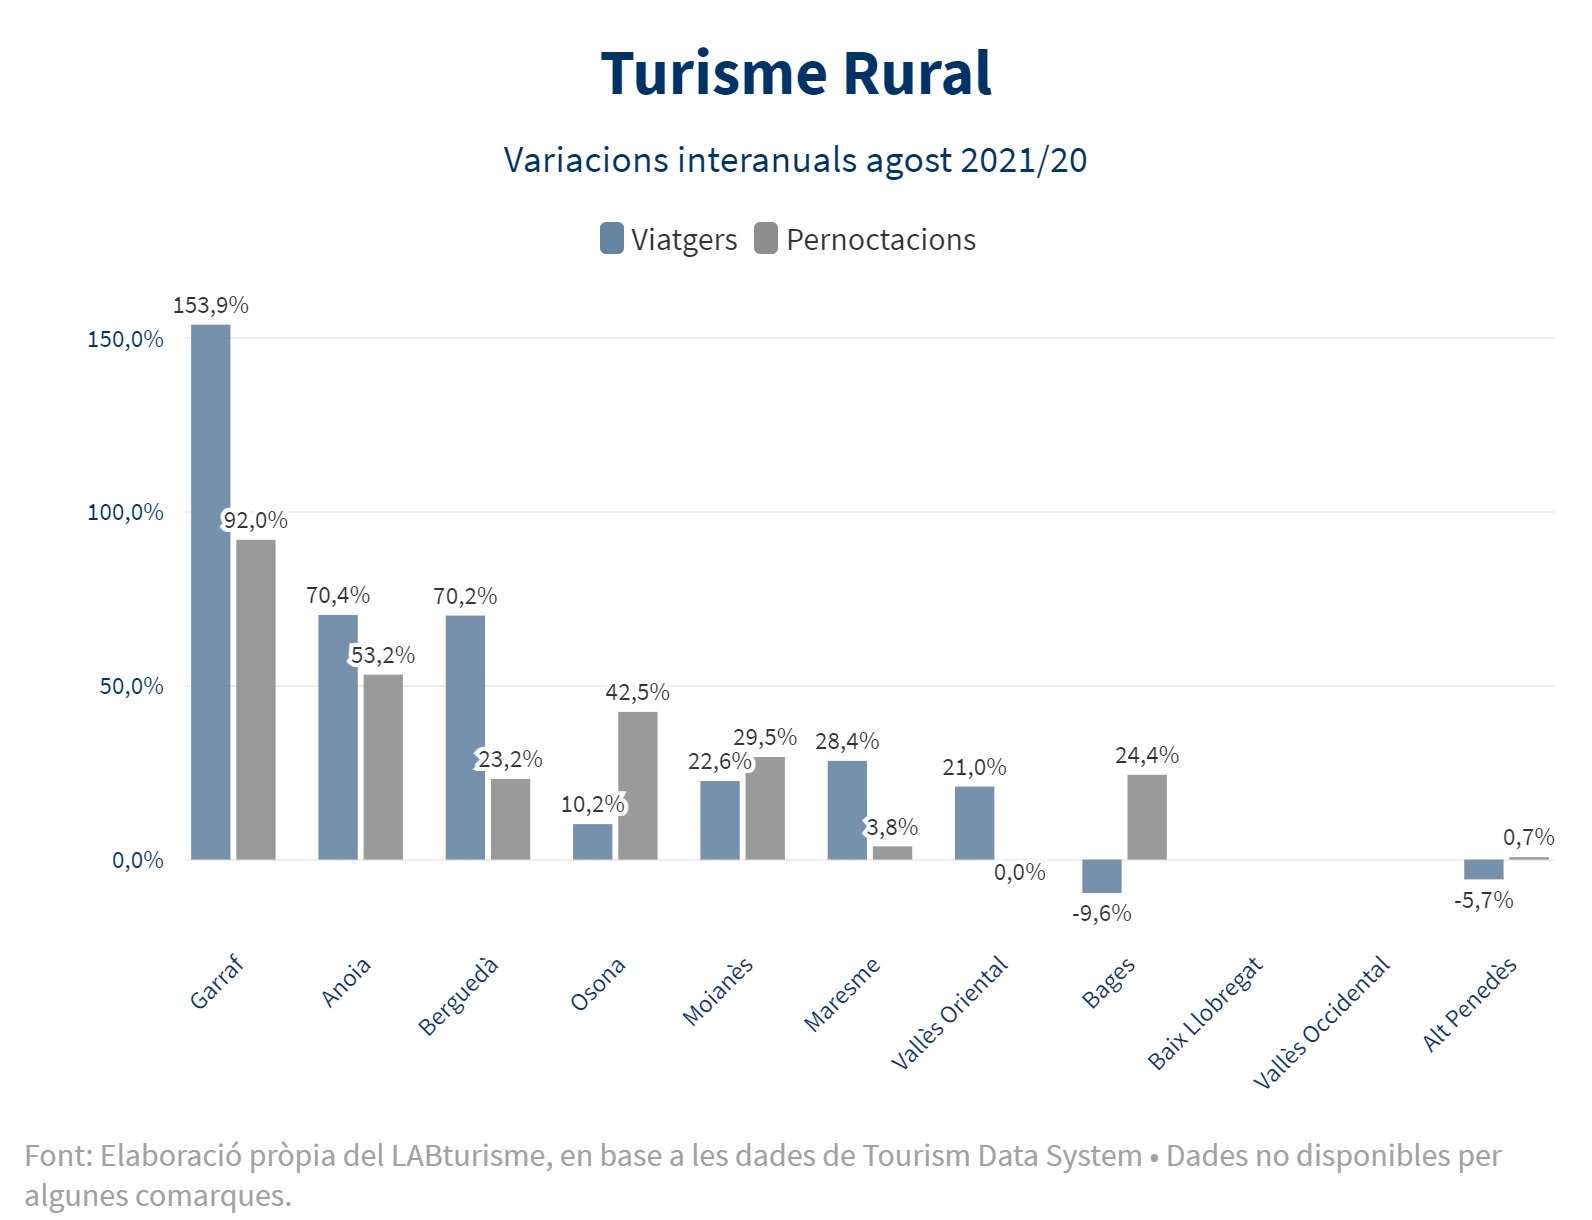 Turisme Rural
Variacions interanuals agost 2021/20
Viatgers Pernoctacions
153,9%
150,0%
92,0%
100,0%
70,4%
70,2%
53,2%
50,0%
42,5%
23,2%
10,2%
22,6%
29,5%
28,4%
3,8%
21,0%
0,0%
24,4%
0,7%
0,0%
-9,6%
-5,7%
Garraf
Anoia
Berguedà
Osona
Moianès
Maresme
Vallès Oriental
Bages
Baix Llobregat
Vallès Occidental
Alt Penedès
Font: Elaboració pròpia del LABturisme, en base a les dades de Tourism Data System • Dades no disponibles per
algunes comarques.